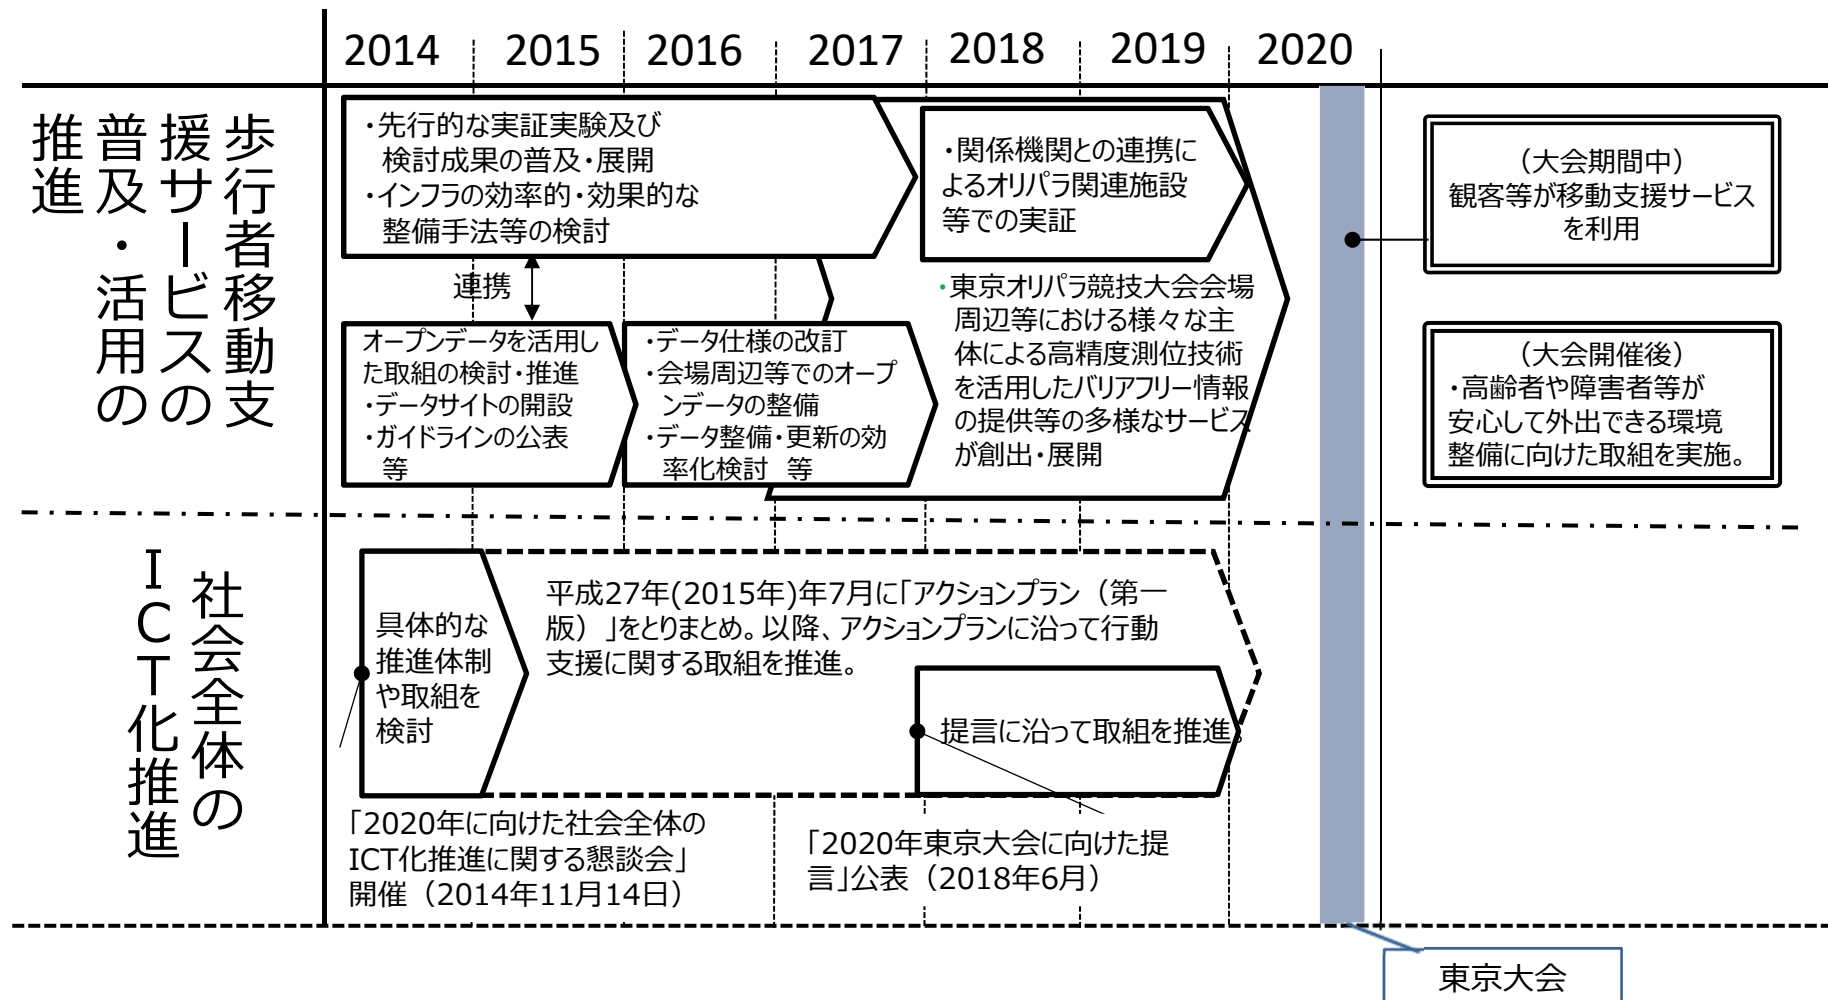 2014
2015
2016
2017
2018
2019
2020
歩行者移動支
援サービスの
普及・活用の
推進
・先行的な実証実験及び
検討成果の普及・展開
・インフラの効率的・効果的な
整備手法等の検討
連携
オープンデータを活用し
た取組の検討・推進
・データサイトの開設
・ガイドラインの公表
等
・データ仕様の改訂
・会場周辺等でのオープ
ンデータの整備
・データ整備・更新の効
率化検討　等
・関係機関との連携に
よるオリパラ関連施設
等での実証
・東京オリパラ競技大会会場
周辺等における様々な主
体による高精度測位技術
を活用したバリアフリー情報
の提供等の多様なサービス
が創出・展開
（大会期間中）
観客等が移動支援サービス
を利用
（大会開催後）
・高齢者や障害者等が
安心して外出できる環境
整備に向けた取組を実施。
社会全体の
ICT化推進
具体的な
推進体制
や取組を
検討
平成27年(2015年)年7月に「アクションプラン（第一
版）」をとりまとめ。以降、アクションプランに沿って行動
支援に関する取組を推進。
提言に沿って取組を推進。
「2020年に向けた社会全体の
ICT化推進に関する懇談会」
開催（2014年11月14日）
「2020年東京大会に向けた提
言」公表（2018年6月）
東京大会